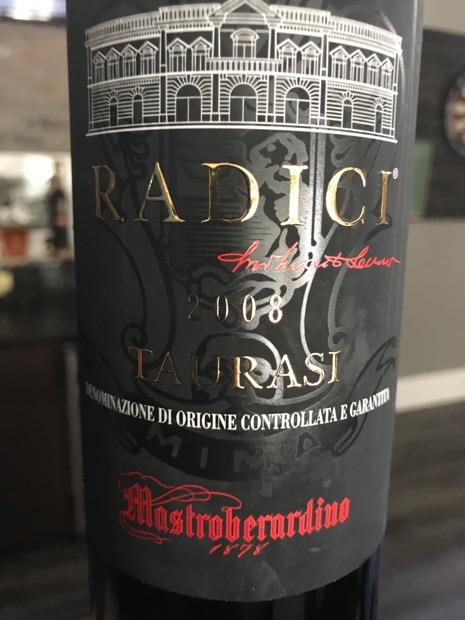 RADICI®
2008
TAURASI
DENOMINAZIONE DI ORIGINE CONTROLLATA E GARANTITA
Mastroberardino
1878